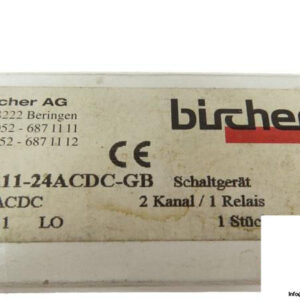 cher AG
8222 Beringen
052 - 687 11 11
052 - 687 11 12
bircher
CE
11-24ACDC-GB Schaltgerät
ACDC 2 Kanal / 1 Relais
1 LO 1 Stüc